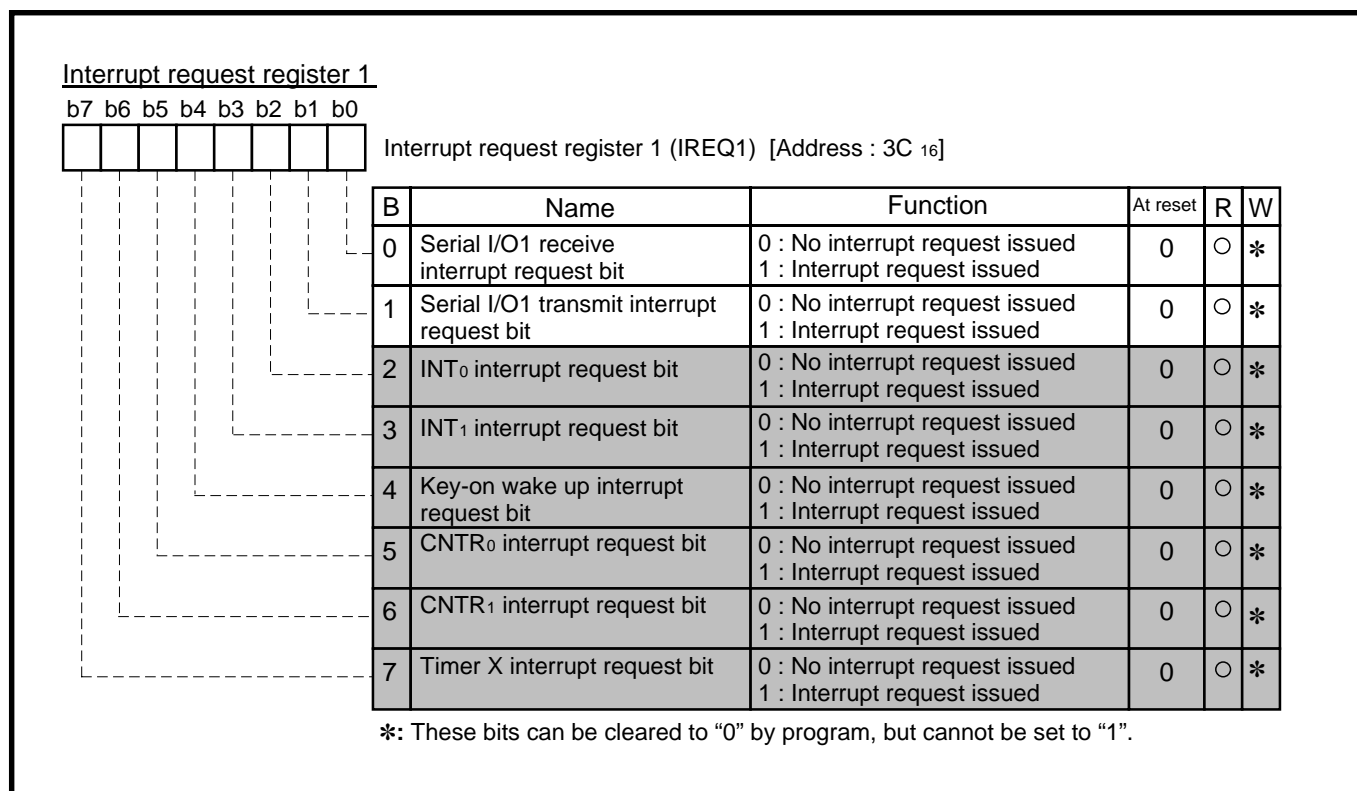 Interrupt request register 1
b7 b6 b5 b4 b3 b2 b1 b0
Interrupt request register 1 (IREQ1) [Address : 3C 16]
B Name Function At reset R W
0 Serial I/O1 receive interrupt request bit 0 : No interrupt request issued 1 : Interrupt request issued 0 ○ ✻
1 Serial I/O1 transmit interrupt request bit 0 : No interrupt request issued 1 : Interrupt request issued 0 ○ ✻
2 INT0 interrupt request bit 0 : No interrupt request issued 1 : Interrupt request issued 0 ○ ✻
3 INT1 interrupt request bit 0 : No interrupt request issued 1 : Interrupt request issued 0 ○ ✻
4 Key-on wake up interrupt request bit 0 : No interrupt request issued 1 : Interrupt request issued 0 ○ ✻
5 CNTR0 interrupt request bit 0 : No interrupt request issued 1 : Interrupt request issued 0 ○ ✻
6 CNTR1 interrupt request bit 0 : No interrupt request issued 1 : Interrupt request issued 0 ○ ✻
7 Timer X interrupt request bit 0 : No interrupt request issued 1 : Interrupt request issued 0 ○ ✻
✻: These bits can be cleared to “0” by program, but cannot be set to “1”.